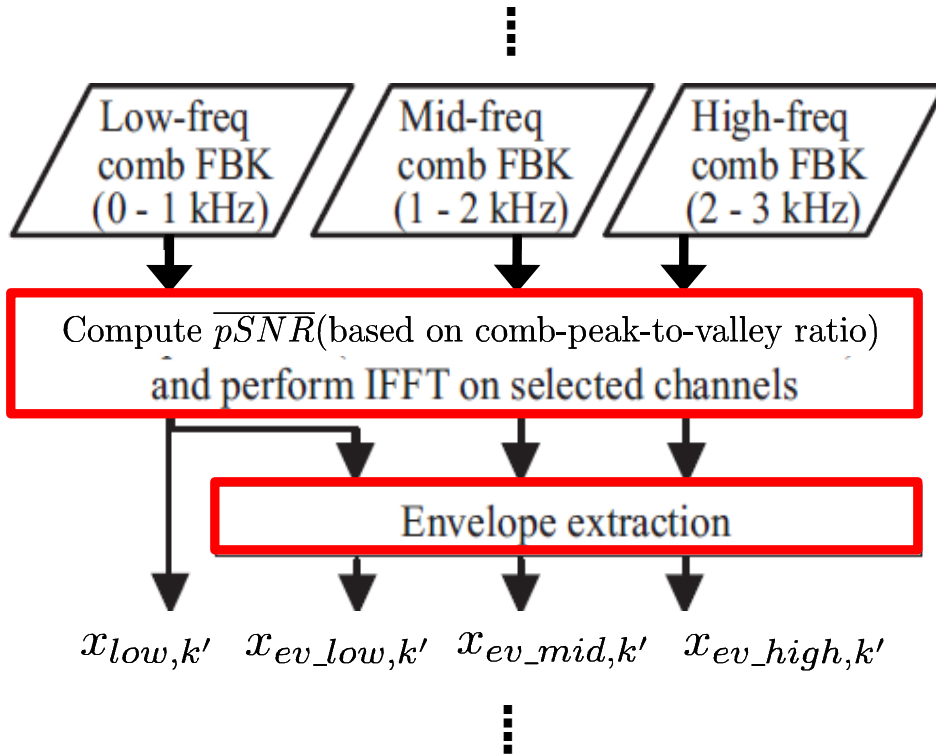 Low-freq
comb FBK
(0 - 1 kHz)
Mid-freq
comb FBK
(1 - 2 kHz)
High-freq
comb FBK
(2 - 3 kHz)
Compute $\overline{pSNR}$(based on comb-peak-to-valley ratio)
and perform IFFT on selected channels
Envelope extraction
$x_{low,k'}$ $x_{ev\_low,k'}$ $x_{ev\_mid,k'}$ $x_{ev\_high,k'}$